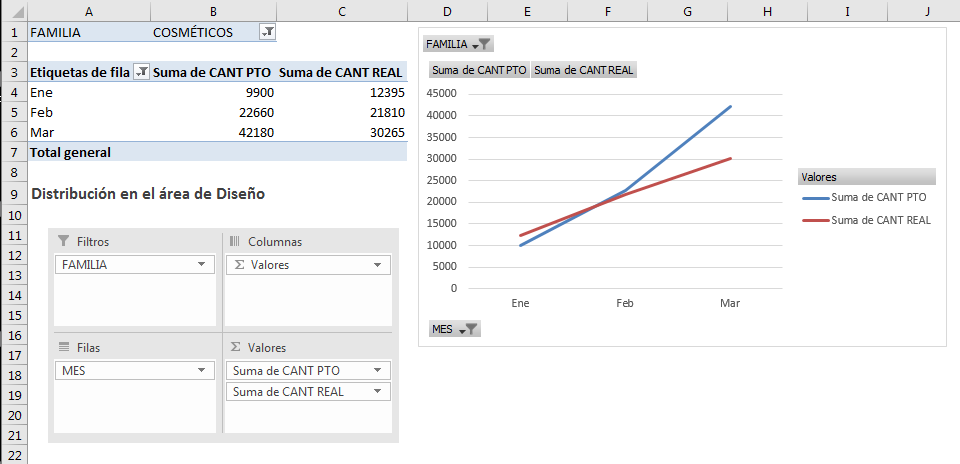 A B C D E F G H I J
1 FAMILIA COSMÉTICOS
2
3 Etiquetas de fila Suma de CANT PTO Suma de CANT REAL
4 Ene 9900 12395
5 Feb 22660 21810
6 Mar 42180 30265
7 Total general
8
9 Distribución en el área de Diseño
10
11 Filtros Σ Columnas
12 FAMILIA Σ Valores
13
14
15
16 Filas Σ Valores
17 MES Suma de CANT PTO
18 Suma de CANT REAL
19
20
21
22
FAMILIA
Suma de CANT PTO Suma de CANT REAL
45000
40000
35000
30000
25000
20000
15000
10000
5000
0
Ene Feb Mar
Valores
Suma de CANT PTO
Suma de CANT REAL
MES